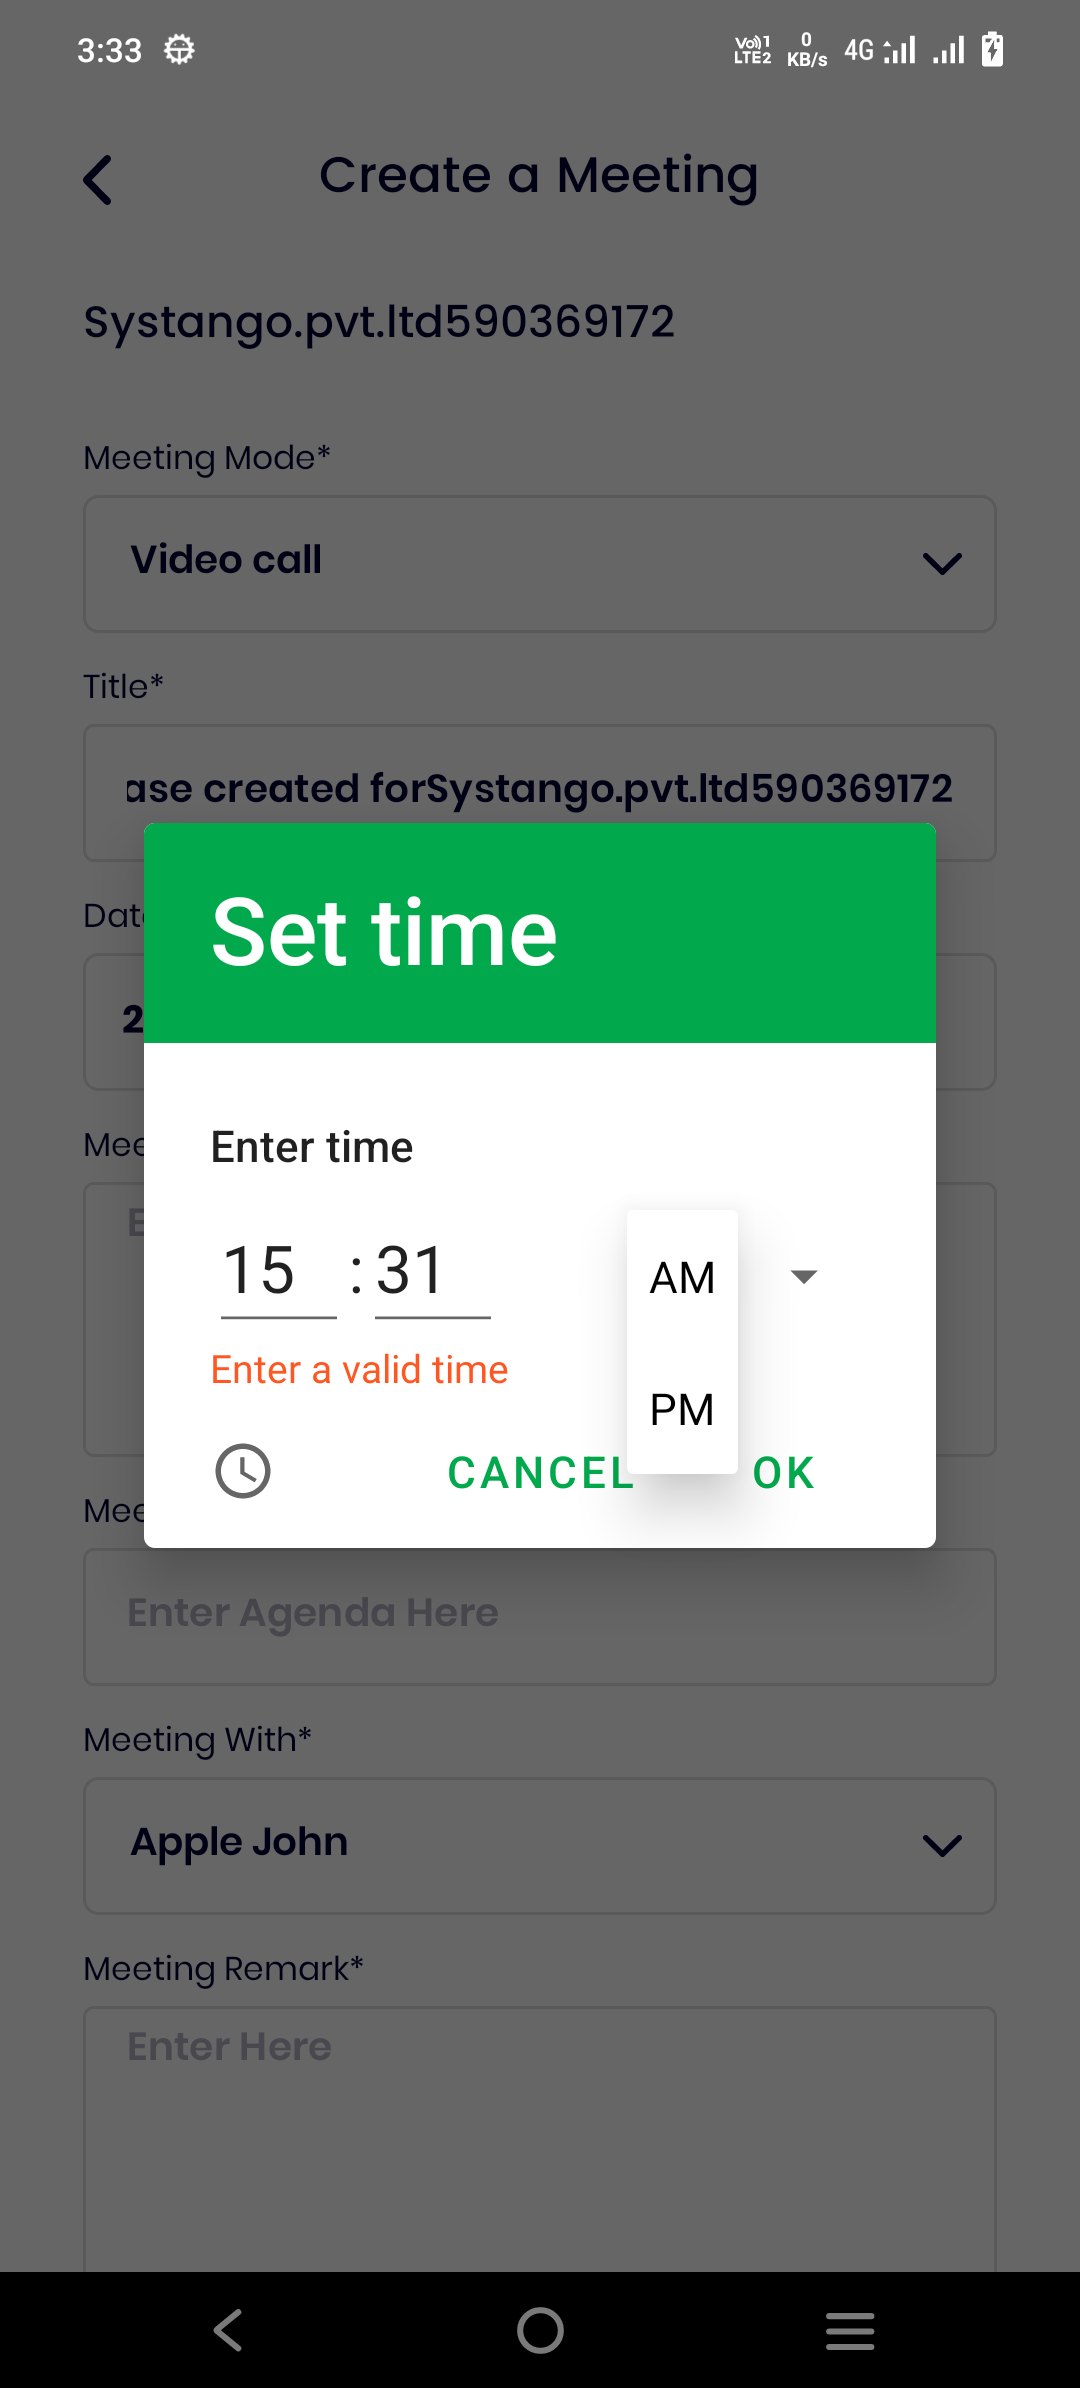 3:33
Vo)) 1
LTE2
0
KB/s
4G
Create a Meeting
Systango.pvt.ltd590369172
Meeting Mode*
Video call
Title*
ase created forSystango.pvt.ltd590369172
Dat
2
Set time
Enter time
Mee
E
15 : 31
AM
Enter a valid time
PM
CANCEL
OK
Mee
Enter Agenda Here
Meeting With*
Apple John
Meeting Remark*
Enter Here